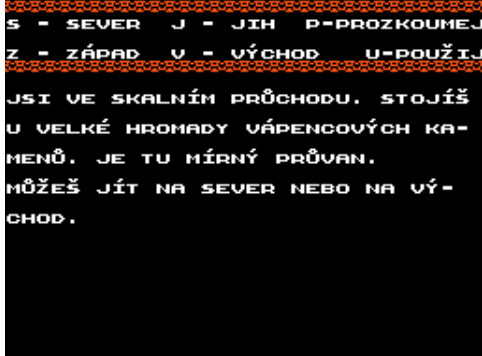 S - SEVER J - JIH P-PROZKOUMEJ
Z - ZÁPAD V - VÝCHOD U-POUŽIJ
JSI VE SKALNÍM PRŮCHODU. STOJÍŠ
U VELKÉ HROMADY VÁPENCOVÝCH KA-
MENŮ. JE TU MÍRNÝ PRŮVAN.
MŮŽEŠ JÍT NA SEVER NEBO NA VÝ-
CHOD.